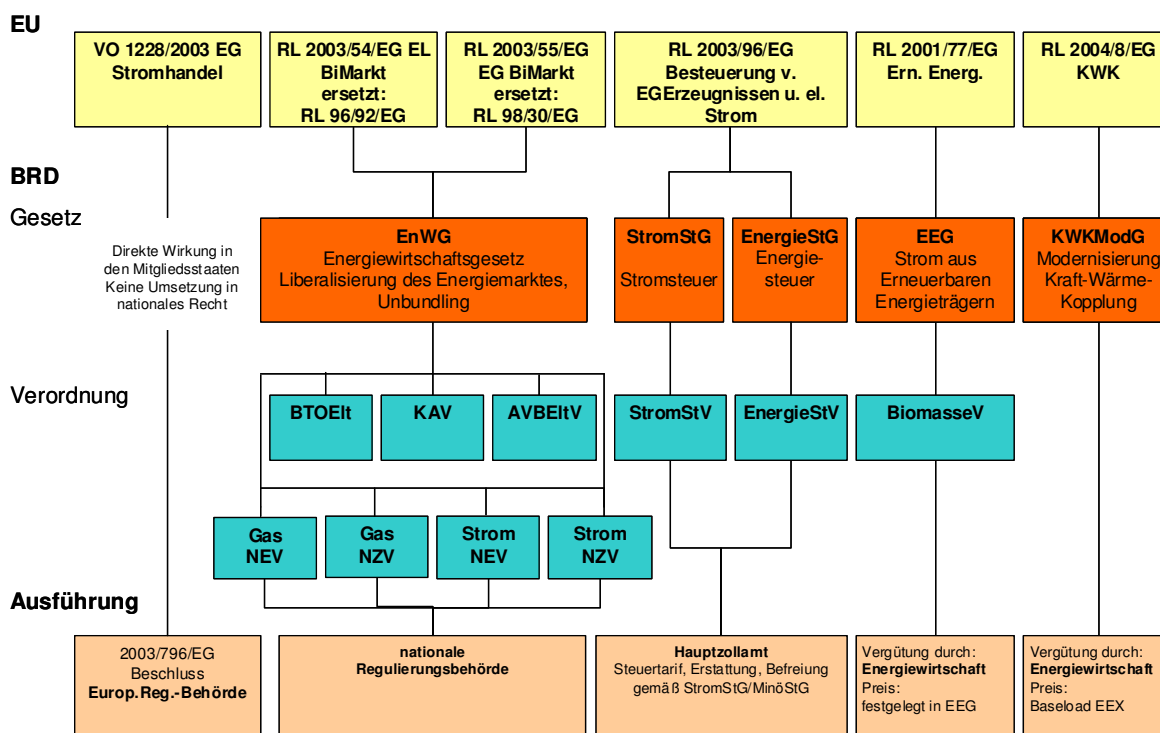 EU
VO 1228/2003 EG
Stromhandel
RL 2003/54/EG EL
BiMarkt
ersetzt:
RL 96/92/EG
RL 2003/55/EG
EG BiMarkt
ersetzt:
RL 98/30/EG
RL 2003/96/EG
Besteuerung v.
EGErzeugnissen u. el.
Strom
RL 2001/77/EG
Ern. Energ.
RL 2004/8/EG
KWK
BRD
Gesetz
Direkte Wirkung in
den Mitgliedsstaaten
Keine Umsetzung in
nationales Recht
EnWG
Energiewirtschaftsgesetz
Liberalisierung des Energiemarktes,
Unbundling
StromStG
Stromsteuer
EnergieStG
Energie-
steuer
EEG
Strom aus
Erneuerbaren
Energieträgern
KWKModG
Modernisierung
Kraft-Wärme-
Kopplung
Verordnung
BTOElt
KAV
AVBEltV
StromStV
EnergieStV
BiomasseV
Gas
NEV
Gas
NZV
Strom
NEV
Strom
NZV
Ausführung
2003/796/EG
Beschluss
Europ.Reg.-Behörde
nationale
Regulierungsbehörde
Hauptzollamt
Steuertarif, Erstattung, Befreiung
gemäß StromStG/MinöStG
Vergütung durch:
Energiewirtschaft
Preis:
festgelegt in EEG
Vergütung durch:
Energiewirtschaft
Preis:
Baseload EEX